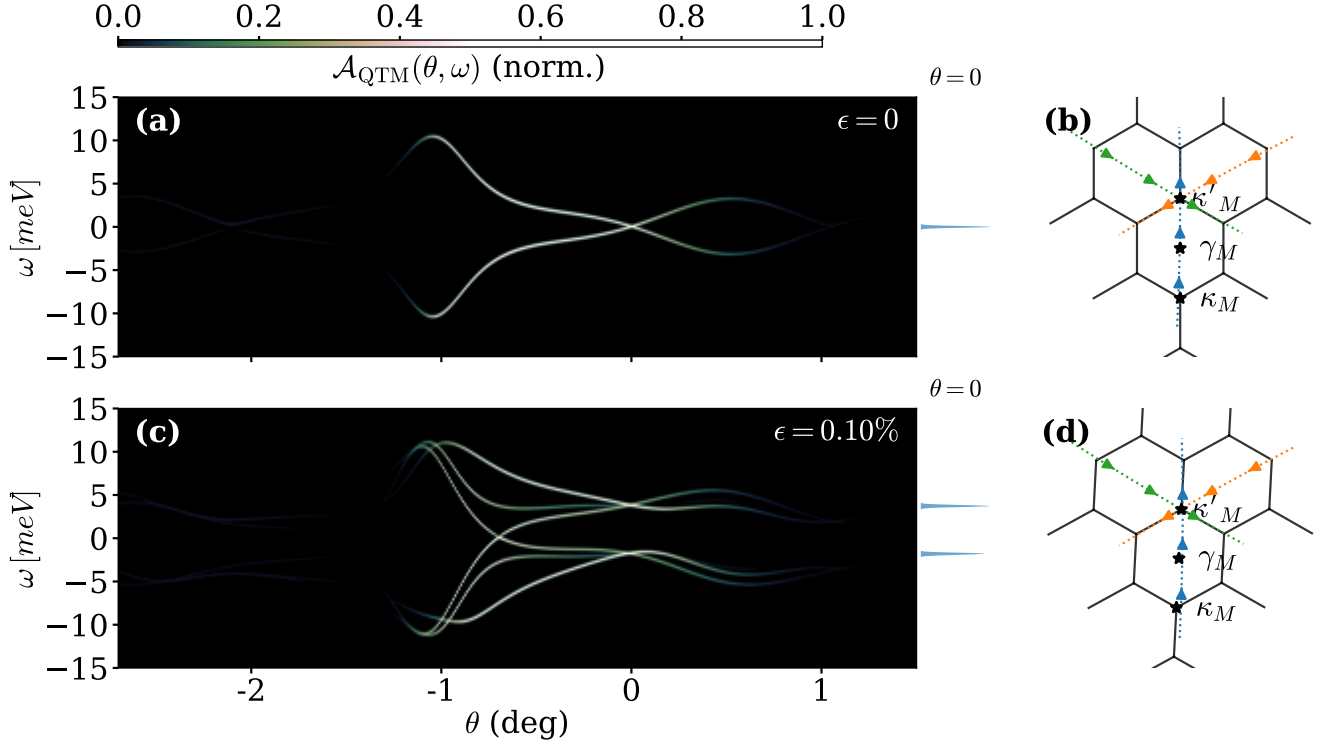 0.0 0.2 0.4 0.6 0.8 1.0
𝒜QTM(θ, ω) (norm.)
θ = 0
(a)
ϵ = 0
15
10
5
0
−5
−10
−15
ω [meV]
(b)
κ′M
γM
κM
θ = 0
(c)
ϵ = 0.10%
15
10
5
0
−5
−10
−15
ω [meV]
-2 -1 0 1
θ (deg)
(d)
κ′M
γM
κM